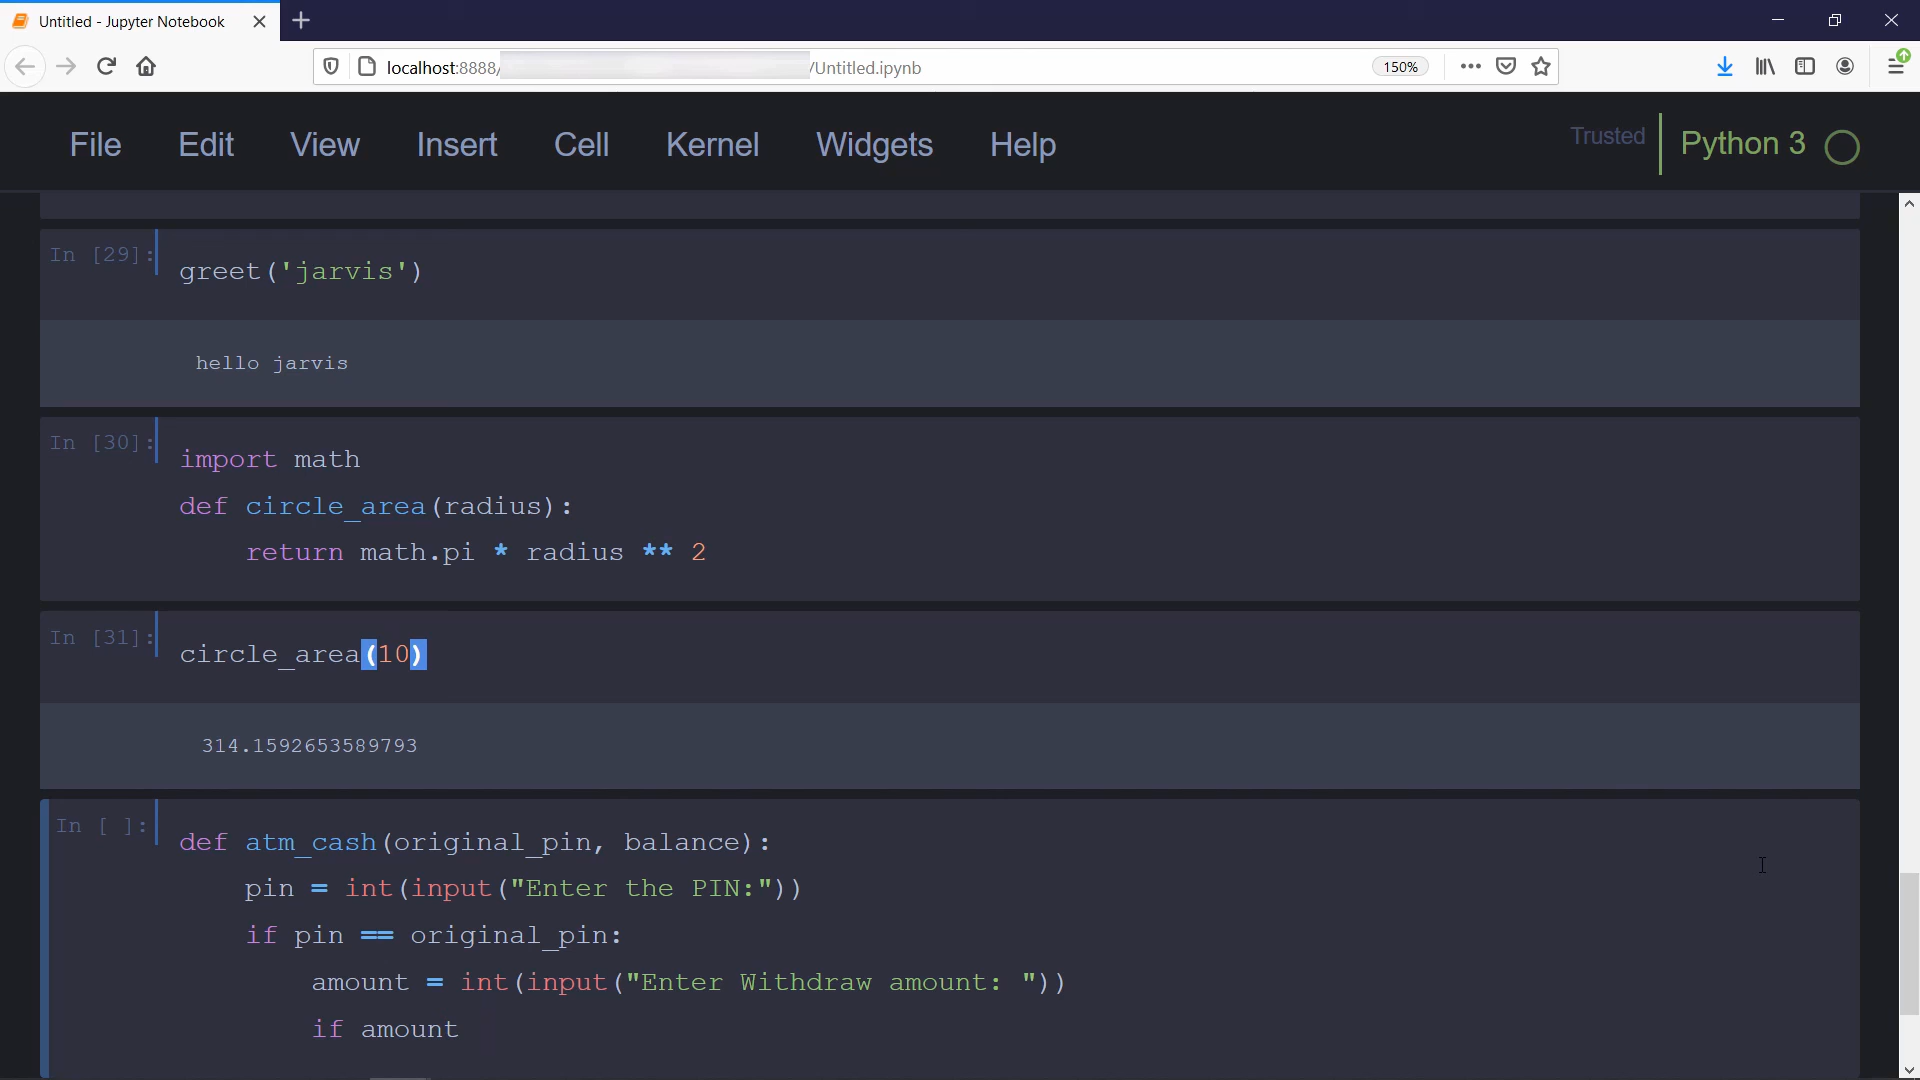 Untitled - Jupyter Notebook
localhost:8888/ /Untitled.ipynb
150%
File Edit View Insert Cell Kernel Widgets Help
Trusted
Python 3
In [29]:
greet('jarvis')
hello jarvis
In [30]:
import math
def circle_area(radius):
    return math.pi * radius ** 2
In [31]:
circle_area(10)
314.1592653589793
In [ ]:
def atm_cash(original_pin, balance):
    pin = int(input("Enter the PIN:"))
    if pin == original_pin:
        amount = int(input("Enter Withdraw amount: "))
        if amount